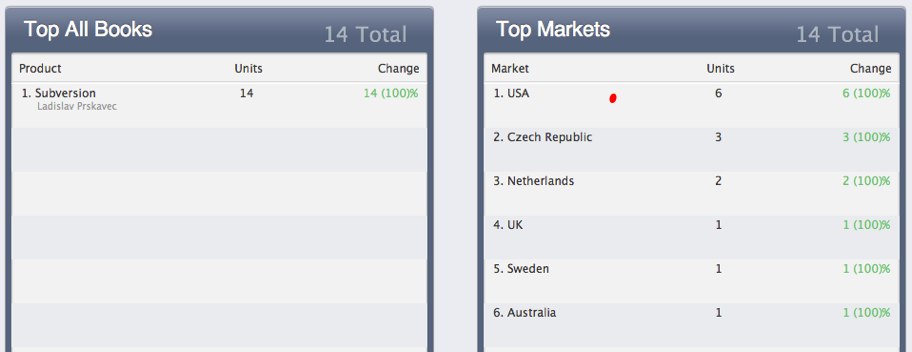 Top All Books 14 Total
Product Units Change
1. Subversion 14 14 (100)%
Ladislav Prskavec
Top Markets 14 Total
Market Units Change
1. USA 6 6 (100)%
2. Czech Republic 3 3 (100)%
3. Netherlands 2 2 (100)%
4. UK 1 1 (100)%
5. Sweden 1 1 (100)%
6. Australia 1 1 (100)%